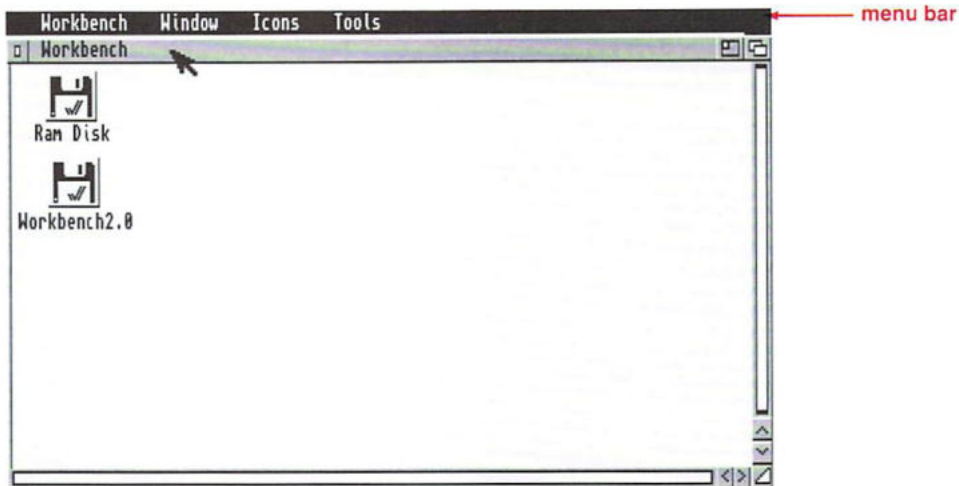 Workbench Window Icons Tools
menu bar
Workbench
Ram Disk
Workbench2.0